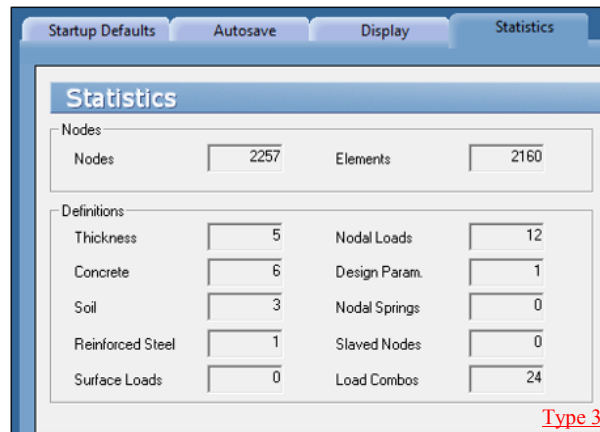 Startup Defaults Autosave Display Statistics
Statistics
Nodes
Nodes 2257 Elements 2160
Definitions
Thickness 5 Nodal Loads 12
Concrete 6 Design Param. 1
Soil 3 Nodal Springs 0
Reinforced Steel 1 Slaved Nodes 0
Surface Loads 0 Load Combos 24
Type 3